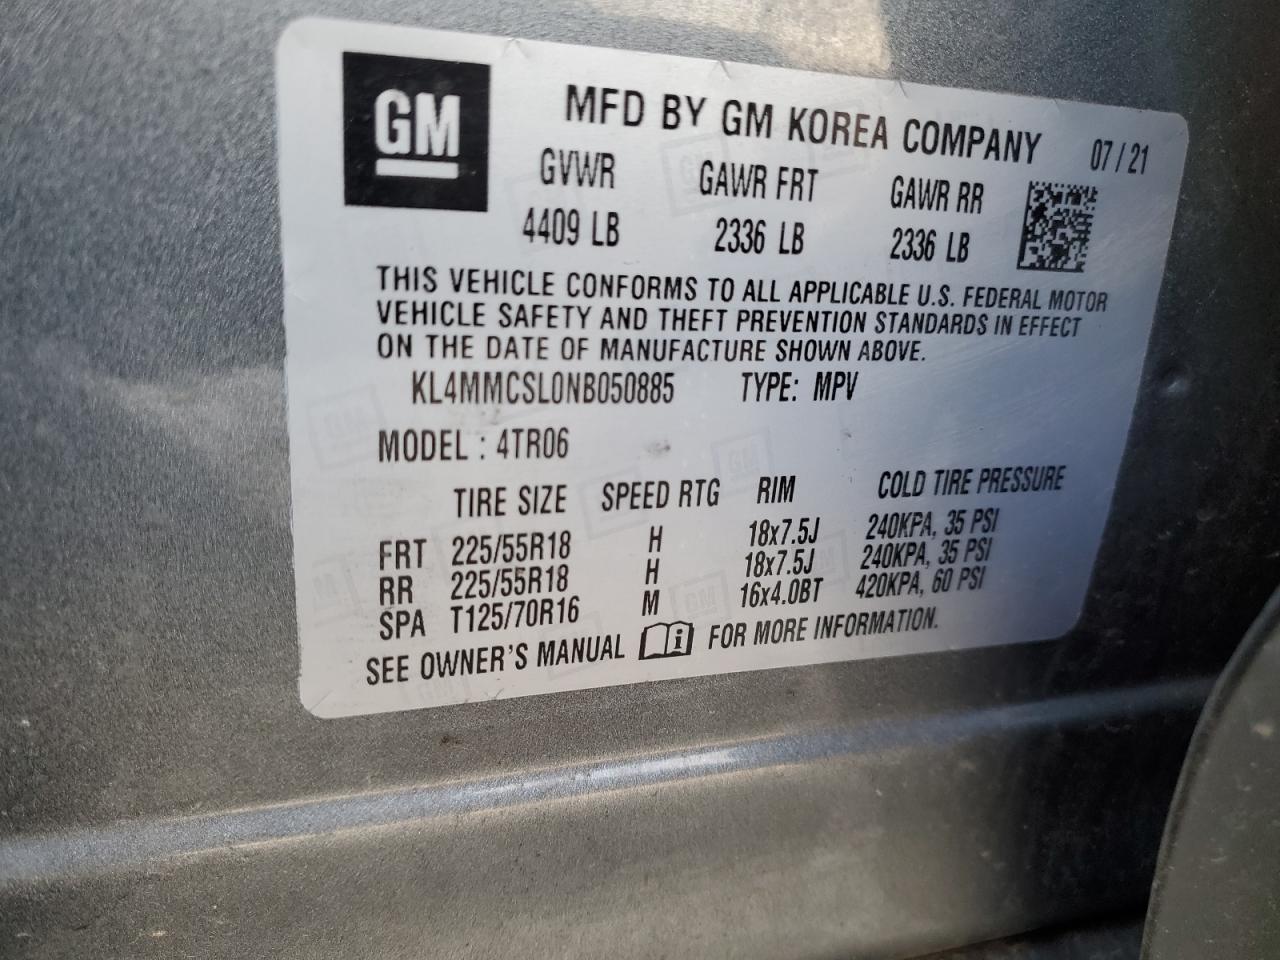 GM
MFD BY GM KOREA COMPANY 07/21
GVWR GAWR FRT GAWR RR
4409 LB 2336 LB 2336 LB
THIS VEHICLE CONFORMS TO ALL APPLICABLE U.S. FEDERAL MOTOR
VEHICLE SAFETY AND THEFT PREVENTION STANDARDS IN EFFECT
ON THE DATE OF MANUFACTURE SHOWN ABOVE.
KL4MMCSL0NB050885 TYPE: MPV
MODEL : 4TR06
TIRE SIZE SPEED RTG RIM COLD TIRE PRESSURE
FRT 225/55R18 H 18x7.5J 240KPA, 35 PSI
RR 225/55R18 H 18x7.5J 240KPA, 35 PSI
SPA T125/70R16 M 16x4.0BT 420KPA, 60 PSI
SEE OWNER'S MANUAL i FOR MORE INFORMATION.